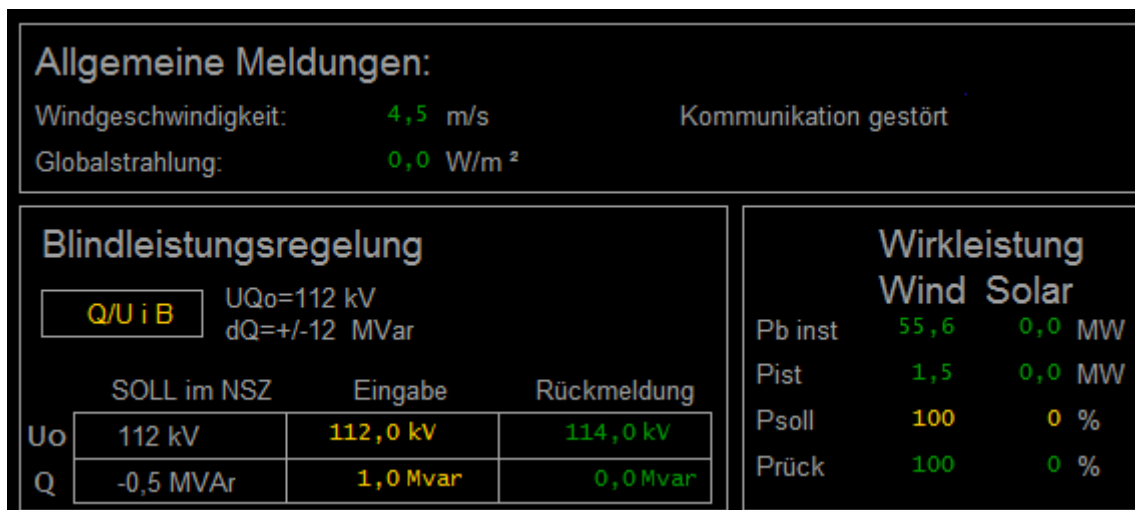 Allgemeine Meldungen:
Windgeschwindigkeit: 4,5 m/s Kommunikation gestört
Globalstrahlung: 0,0 W/m ²
Blindleistungsregelung
Q/U i B UQo=112 kV
dQ=+/-12 MVar
SOLL im NSZ Eingabe Rückmeldung
Uo 112 kV 112,0 kV 114,0 kV
Q -0,5 MVAr 1,0 Mvar 0,0 Mvar
Wirkleistung
Wind Solar
Pb inst 55,6 0,0 MW
Pist 1,5 0,0 MW
Psoll 100 0 %
Prück 100 0 %